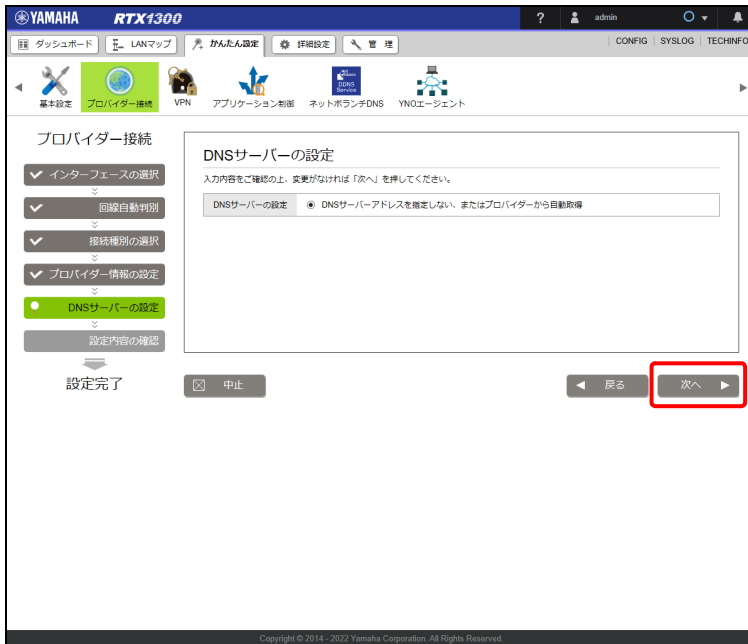 YAMAHA RTX1300 ? admin
ダッシュボード LANマップ かんたん設定 詳細設定 管 理 CONFIG SYSLOG TECHINFO
基本設定 プロバイダー接続 VPN アプリケーション制御 ネットボランチDNS YNOエージェント
DDNS
Service
プロバイダー接続
インターフェースの選択
回線自動判別
接続種別の選択
プロバイダー情報の設定
DNSサーバーの設定
設定内容の確認
設定完了
DNSサーバーの設定
入力内容をご確認の上、変更がなければ「次へ」を押してください。
DNSサーバーの設定 DNSサーバーアドレスを指定しない、またはプロバイダーから自動取得
中止 戻る 次へ
Copyright © 2014 - 2022 Yamaha Corporation. All Rights Reserved.